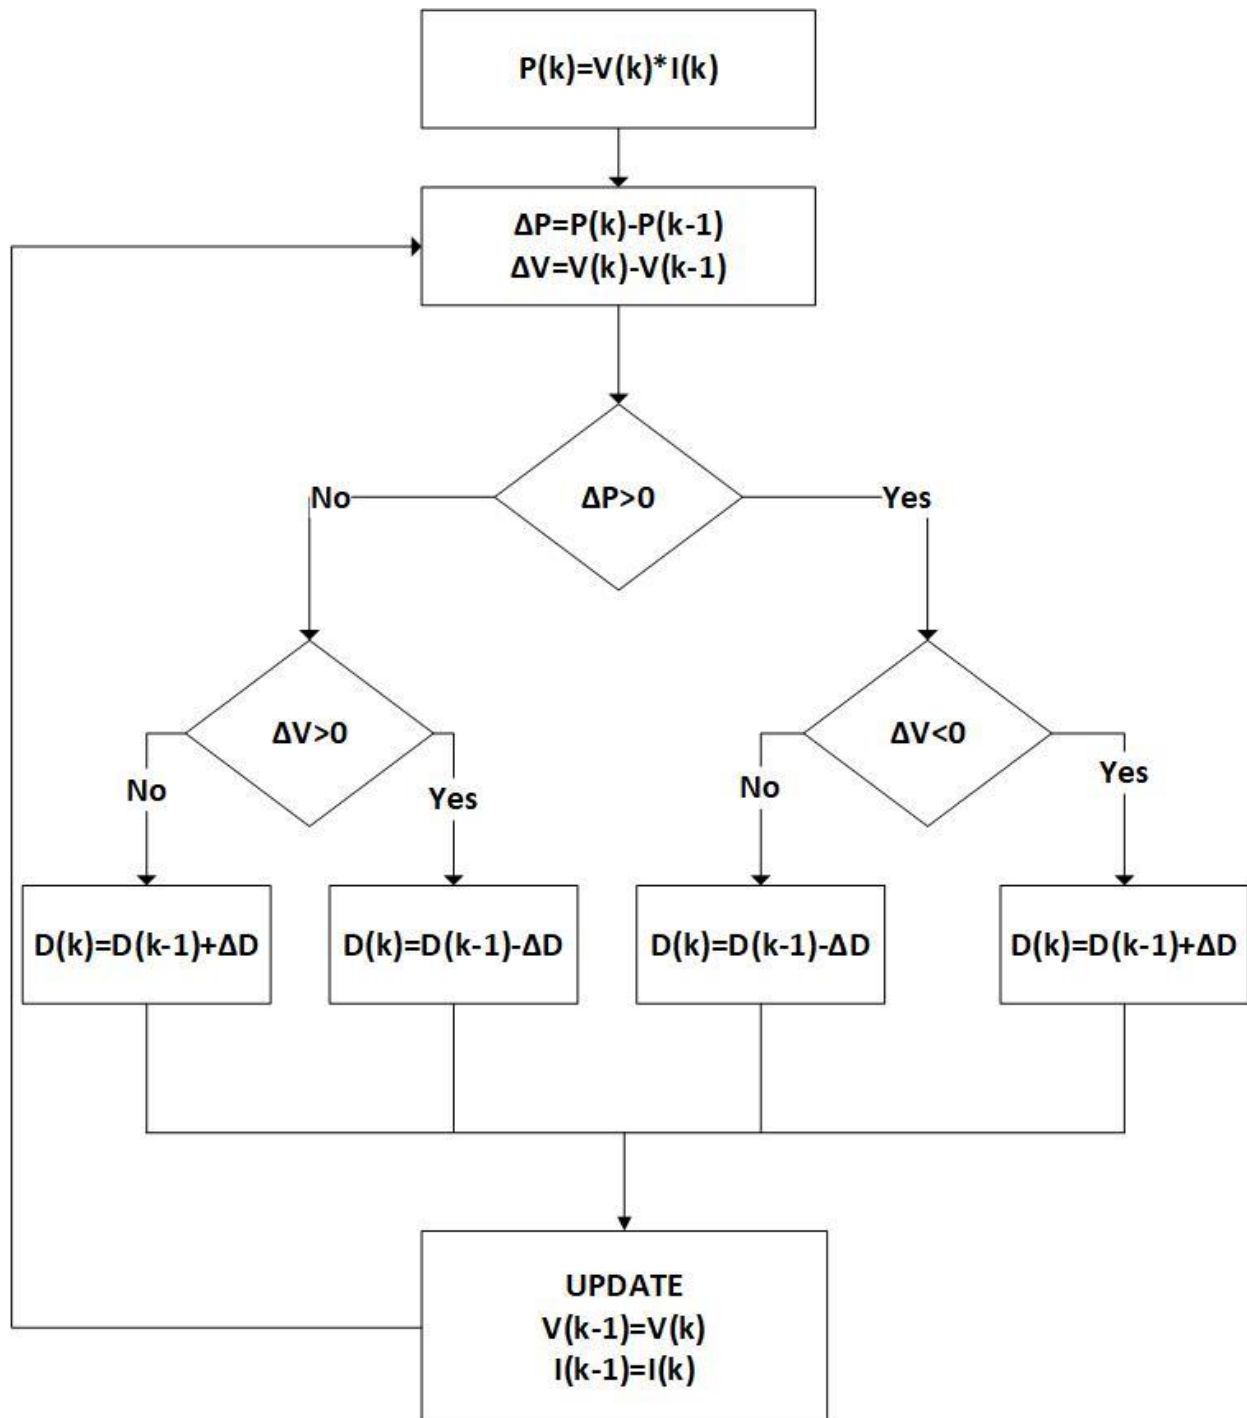 P(k)=V(k)*I(k)
ΔP=P(k)-P(k-1)
ΔV=V(k)-V(k-1)
ΔP>0
No
Yes
ΔV>0
ΔV<0
No
Yes
No
Yes
D(k)=D(k-1)+ΔD
D(k)=D(k-1)-ΔD
D(k)=D(k-1)-ΔD
D(k)=D(k-1)+ΔD
UPDATE
V(k-1)=V(k)
I(k-1)=I(k)